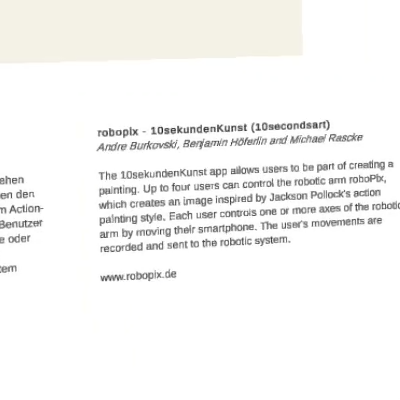 ehen
en den
m Action-
Benutzer
e oder
tem
robopix - 10sekundenKunst (10secondsart)
Andre Burkovski, Benjamin Höferlin and Michael Raschke
The 10sekundenKunst app allows users to be part of creating a
painting. Up to four users can control the robotic arm roboPix,
which creates an image inspired by Jackson Pollock's action
painting style. Each user controls one or more axes of the robotic
arm by moving their smartphone. The user's movements are
recorded and sent to the robotic system.
www.robopix.de